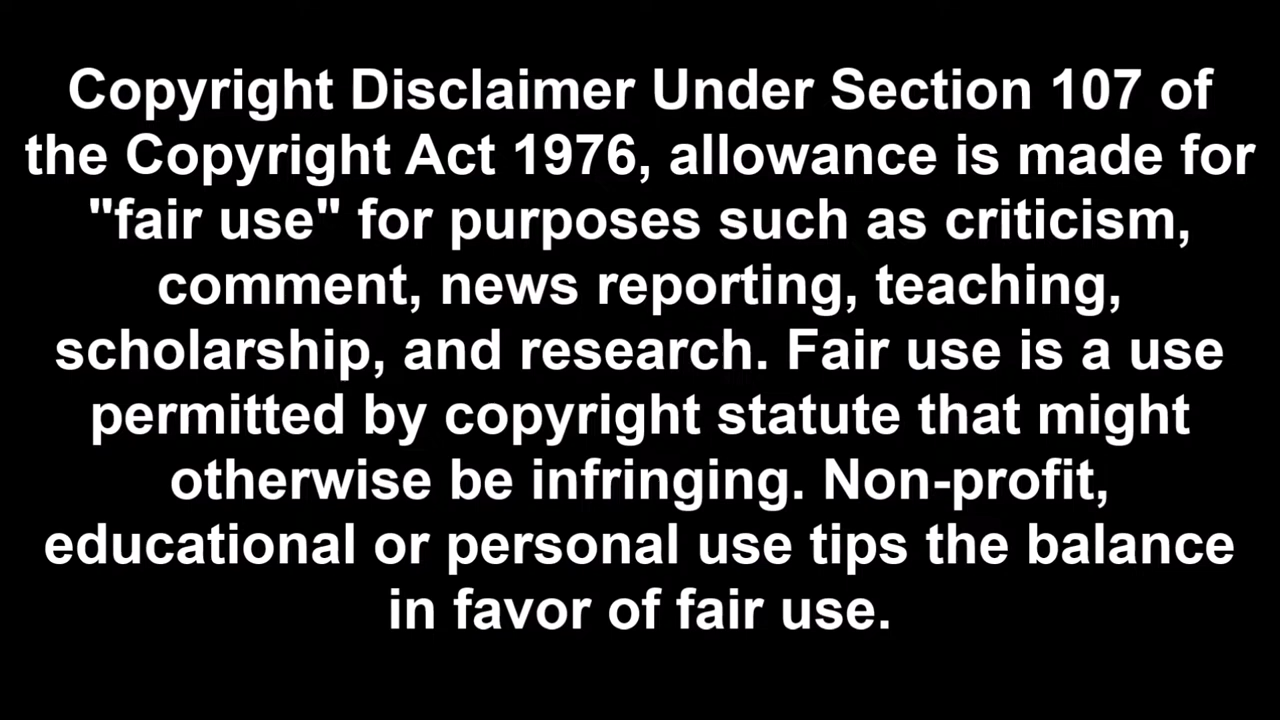 Copyright Disclaimer Under Section 107 of
the Copyright Act 1976, allowance is made for
"fair use" for purposes such as criticism,
comment, news reporting, teaching,
scholarship, and research. Fair use is a use
permitted by copyright statute that might
otherwise be infringing. Non-profit,
educational or personal use tips the balance
in favor of fair use.